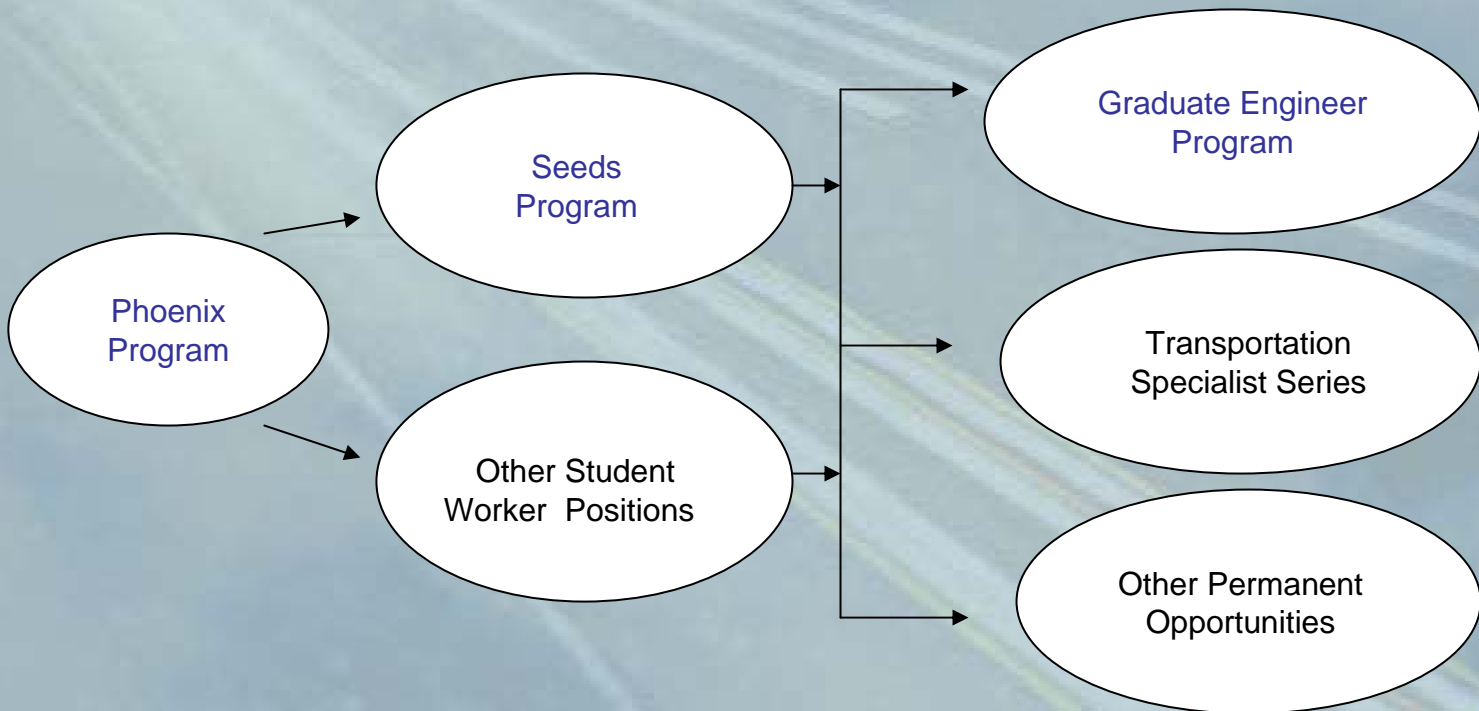 Phoenix
Program
Seeds
Program
Other Student
Worker  Positions
Graduate Engineer
Program
Transportation
Specialist Series
Other Permanent
Opportunities